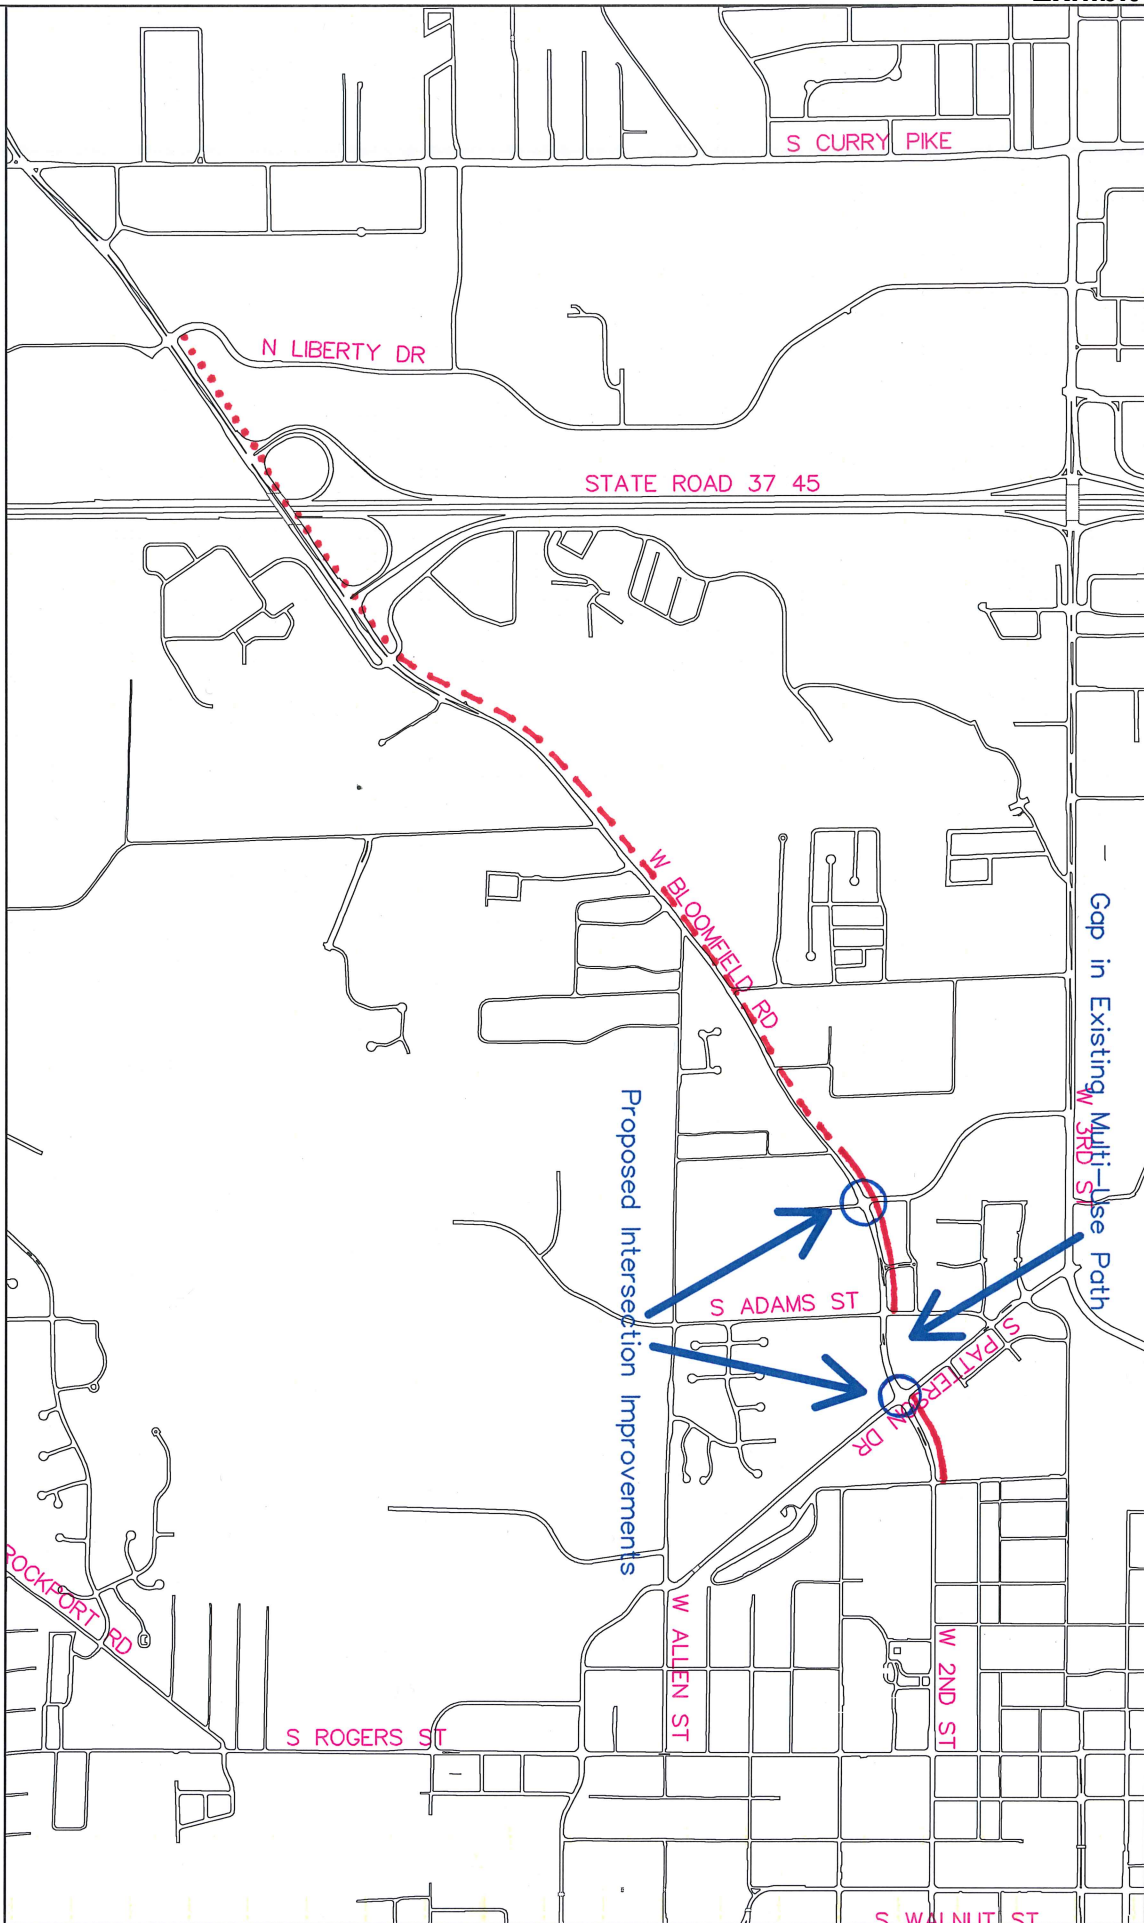 S CURRY PIKE
N LIBERTY DR
STATE ROAD 37 45
W BLOOMFIELD RD
Gap in Existing Multi-Use Path
W 3RD ST
Proposed Intersection Improvements
S ADAMS ST
S PATTERSON DR
ROCKPORT RD
W ALLEN ST
W 2ND ST
S ROGERS ST
S WALNUT ST